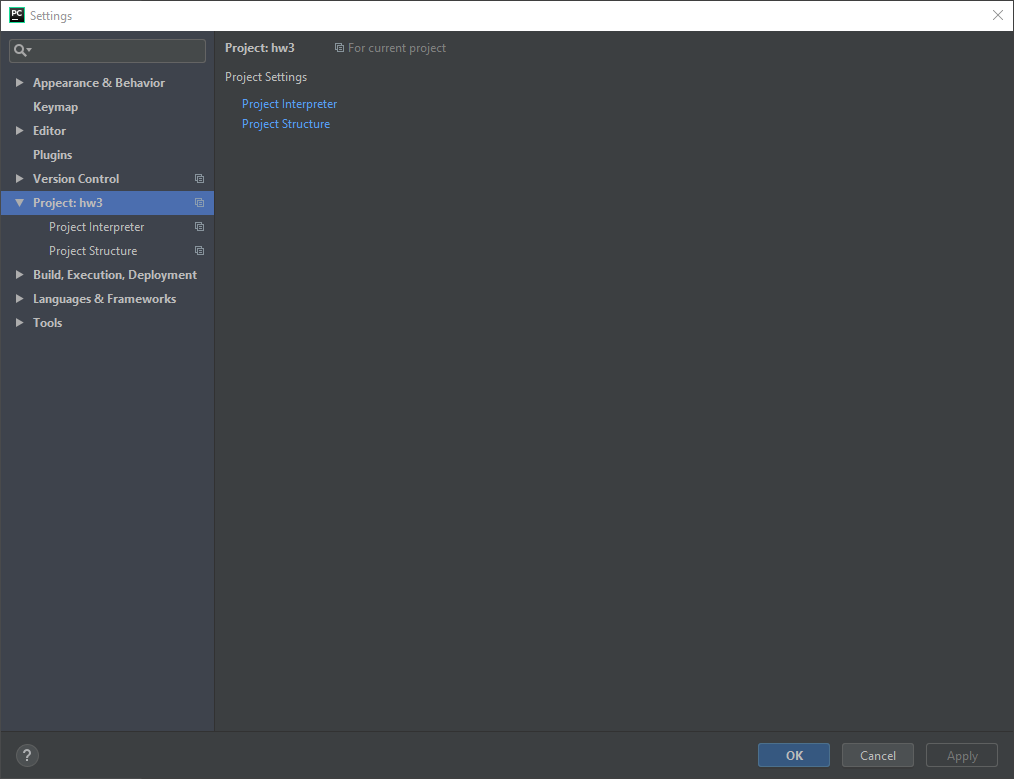 PC Settings
Appearance & Behavior
Keymap
Editor
Plugins
Version Control
Project: hw3
Project Interpreter
Project Structure
Build, Execution, Deployment
Languages & Frameworks
Tools
Project: hw3 For current project
Project Settings
Project Interpreter
Project Structure
? OK Cancel Apply